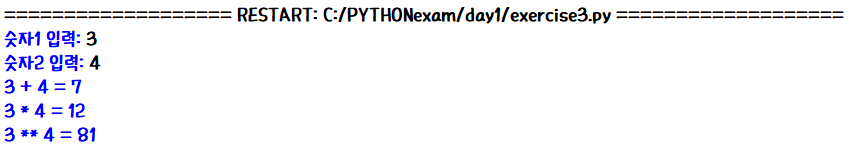 =================== RESTART: C:/PYTHONexam/day1/exercise3.py ===================
숫자1 입력: 3
숫자2 입력: 4
3 + 4 = 7
3 * 4 = 12
3 ** 4 = 81